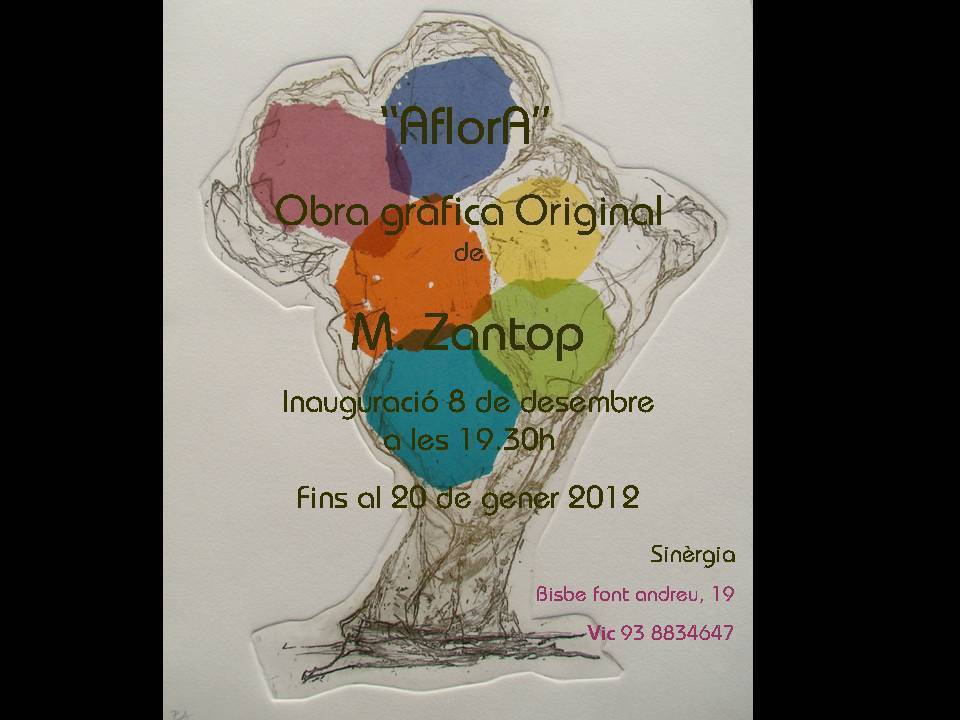 “AflorA”
Obra gràfica Original
de
M. Zantop
Inauguració 8 de desembre
a les 19.30h
Fins al 20 de gener 2012
Sinèrgia
Bisbe font andreu, 19
Vic 93 8834647